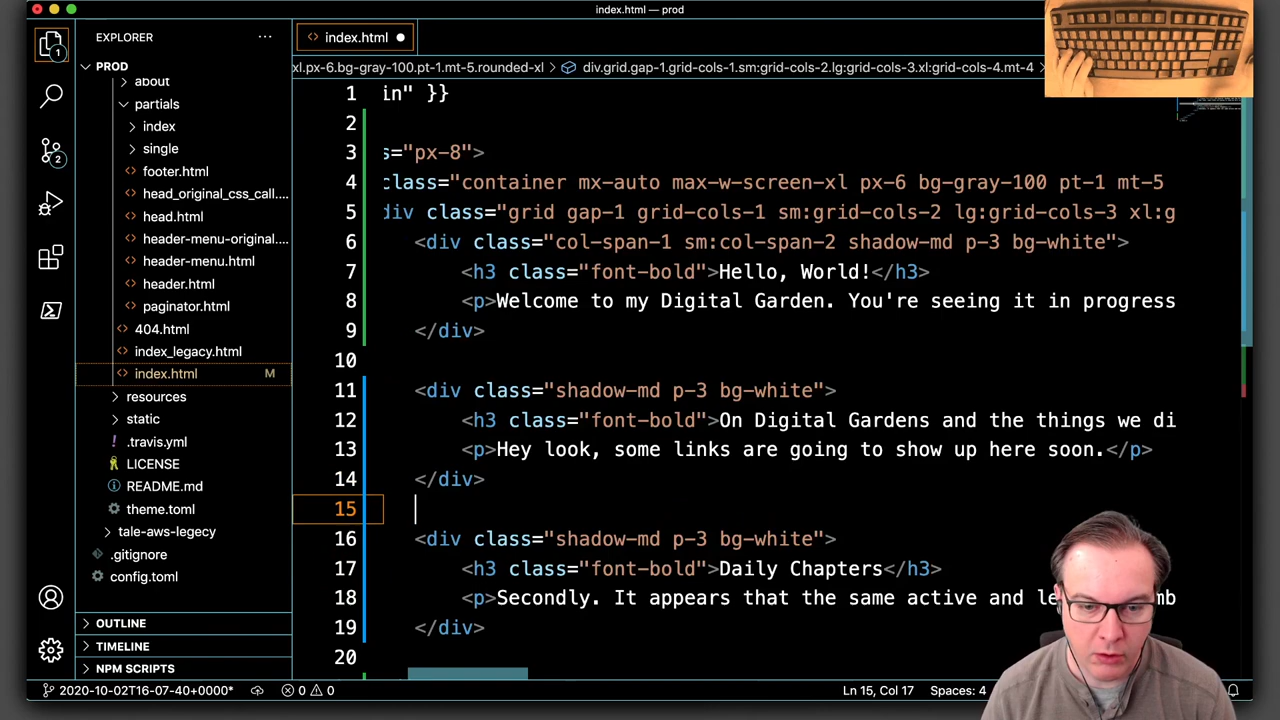 index.html — prod
EXPLORER
...
index.html
PROD
xl.px-6.bg-gray-100.pt-1.mt-5.rounded-xl > div.grid.gap-1.grid-cols-1.sm:grid-cols-2.lg:grid-cols-3.xl:grid-cols-4.mt-4 >
about
partials
index
single
footer.html
head_original_css_call....
head.html
header-menu-original....
header-menu.html
header.html
paginator.html
404.html
index_legacy.html
index.html M
resources
static
.travis.yml
LICENSE
README.md
theme.toml
tale-aws-legacy
.gitignore
config.toml
OUTLINE
TIMELINE
NPM SCRIPTS
1 in" }}
2
3 s="px-8">
4 class="container mx-auto max-w-screen-xl px-6 bg-gray-100 pt-1 mt-5
5 div class="grid gap-1 grid-cols-1 sm:grid-cols-2 lg:grid-cols-3 xl:g
6 <div class="col-span-1 sm:col-span-2 shadow-md p-3 bg-white">
7 <h3 class="font-bold">Hello, World!</h3>
8 <p>Welcome to my Digital Garden. You're seeing it in progress
9 </div>
10
11 <div class="shadow-md p-3 bg-white">
12 <h3 class="font-bold">On Digital Gardens and the things we di
13 <p>Hey look, some links are going to show up here soon.</p>
14 </div>
15
16 <div class="shadow-md p-3 bg-white">
17 <h3 class="font-bold">Daily Chapters</h3>
18 <p>Secondly. It appears that the same active and le mb
19 </div>
20
1
2
2020-10-02T16-07-40+0000* 0 0 Ln 15, Col 17 Spaces: 4